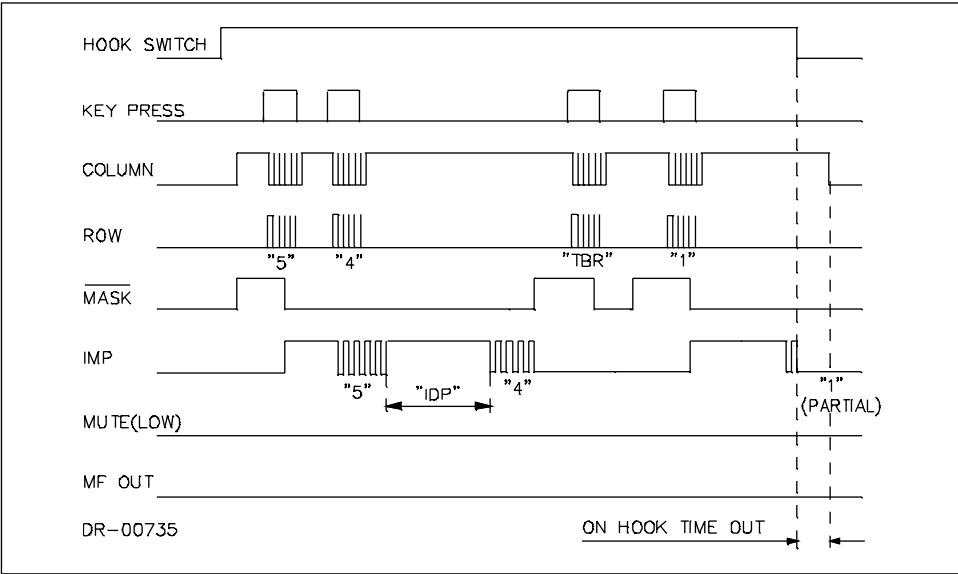 HOOK SWITCH
KEY PRESS
COLUMN
ROW
"5" "4" "TBR" "1"
MASK
IMP
"5" "IDP" "4" "1"
(PARTIAL)
MUTE(LOW)
MF OUT
DR-00735
ON HOOK TIME OUT